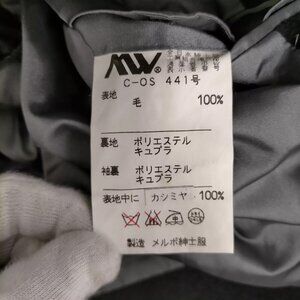 MW®
C-OS 441号
表地 毛 100%
裏地 ポリエステル
キュプラ
袖裏 ポリエステル
キュプラ
表地中に カシミヤ 100%
製造 メルボ紳士服